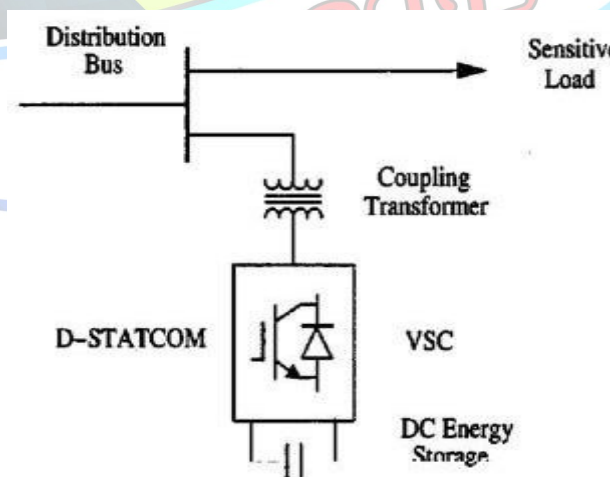 Distribution
Bus
Sensitive
Load
Coupling
Transformer
D-STATCOM
VSC
DC Energy
Storage